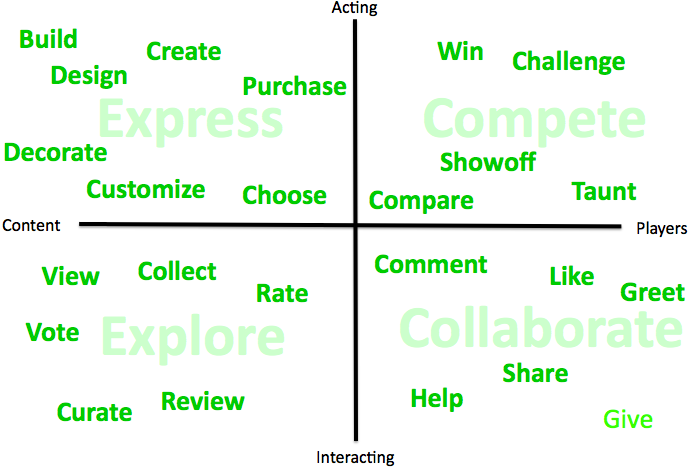 Acting
Build
Create
Win
Challenge
Design
Purchase
Express
Compete
Decorate
Showoff
Customize
Choose
Compare
Taunt
Content
Players
View
Collect
Rate
Comment
Like
Greet
Vote
Explore
Collaborate
Share
Curate
Review
Help
Give
Interacting